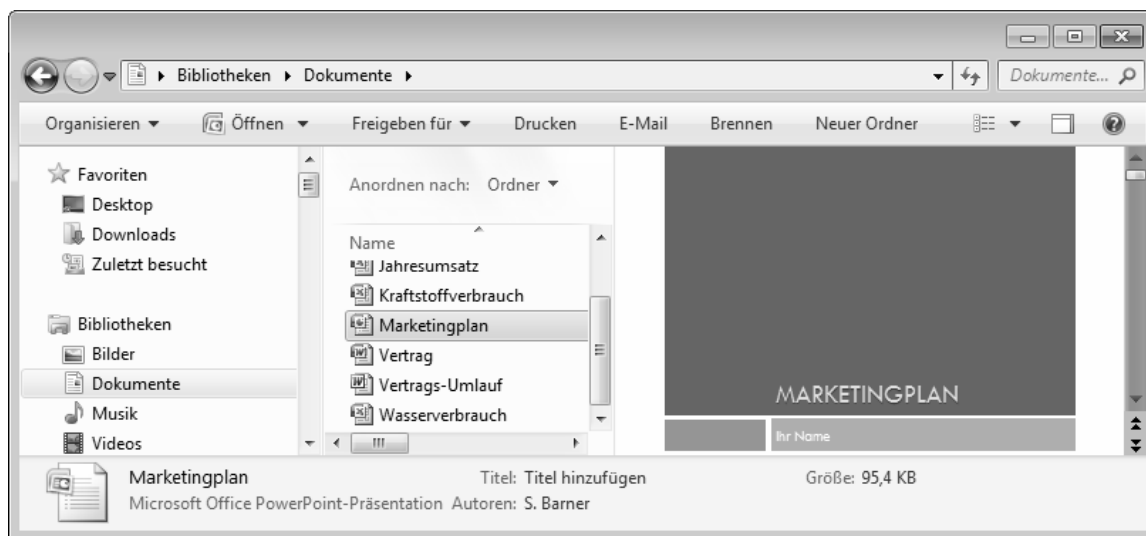 Bibliotheken Dokumente Dokumente...
Organisieren Öffnen Freigeben für Drucken E-Mail Brennen Neuer Ordner
Favoriten
Desktop
Downloads
Zuletzt besucht
Bibliotheken
Bilder
Dokumente
Musik
Videos
Anordnen nach: Ordner
Name
Jahresumsatz
Kraftstoffverbrauch
Marketingplan
Vertrag
Vertrags-Umlauf
Wasserverbrauch
MARKETINGPLAN
Ihr Name
Marketingplan Titel: Titel hinzufügen Größe: 95,4 KB
Microsoft Office PowerPoint-Präsentation Autoren: S. Barner